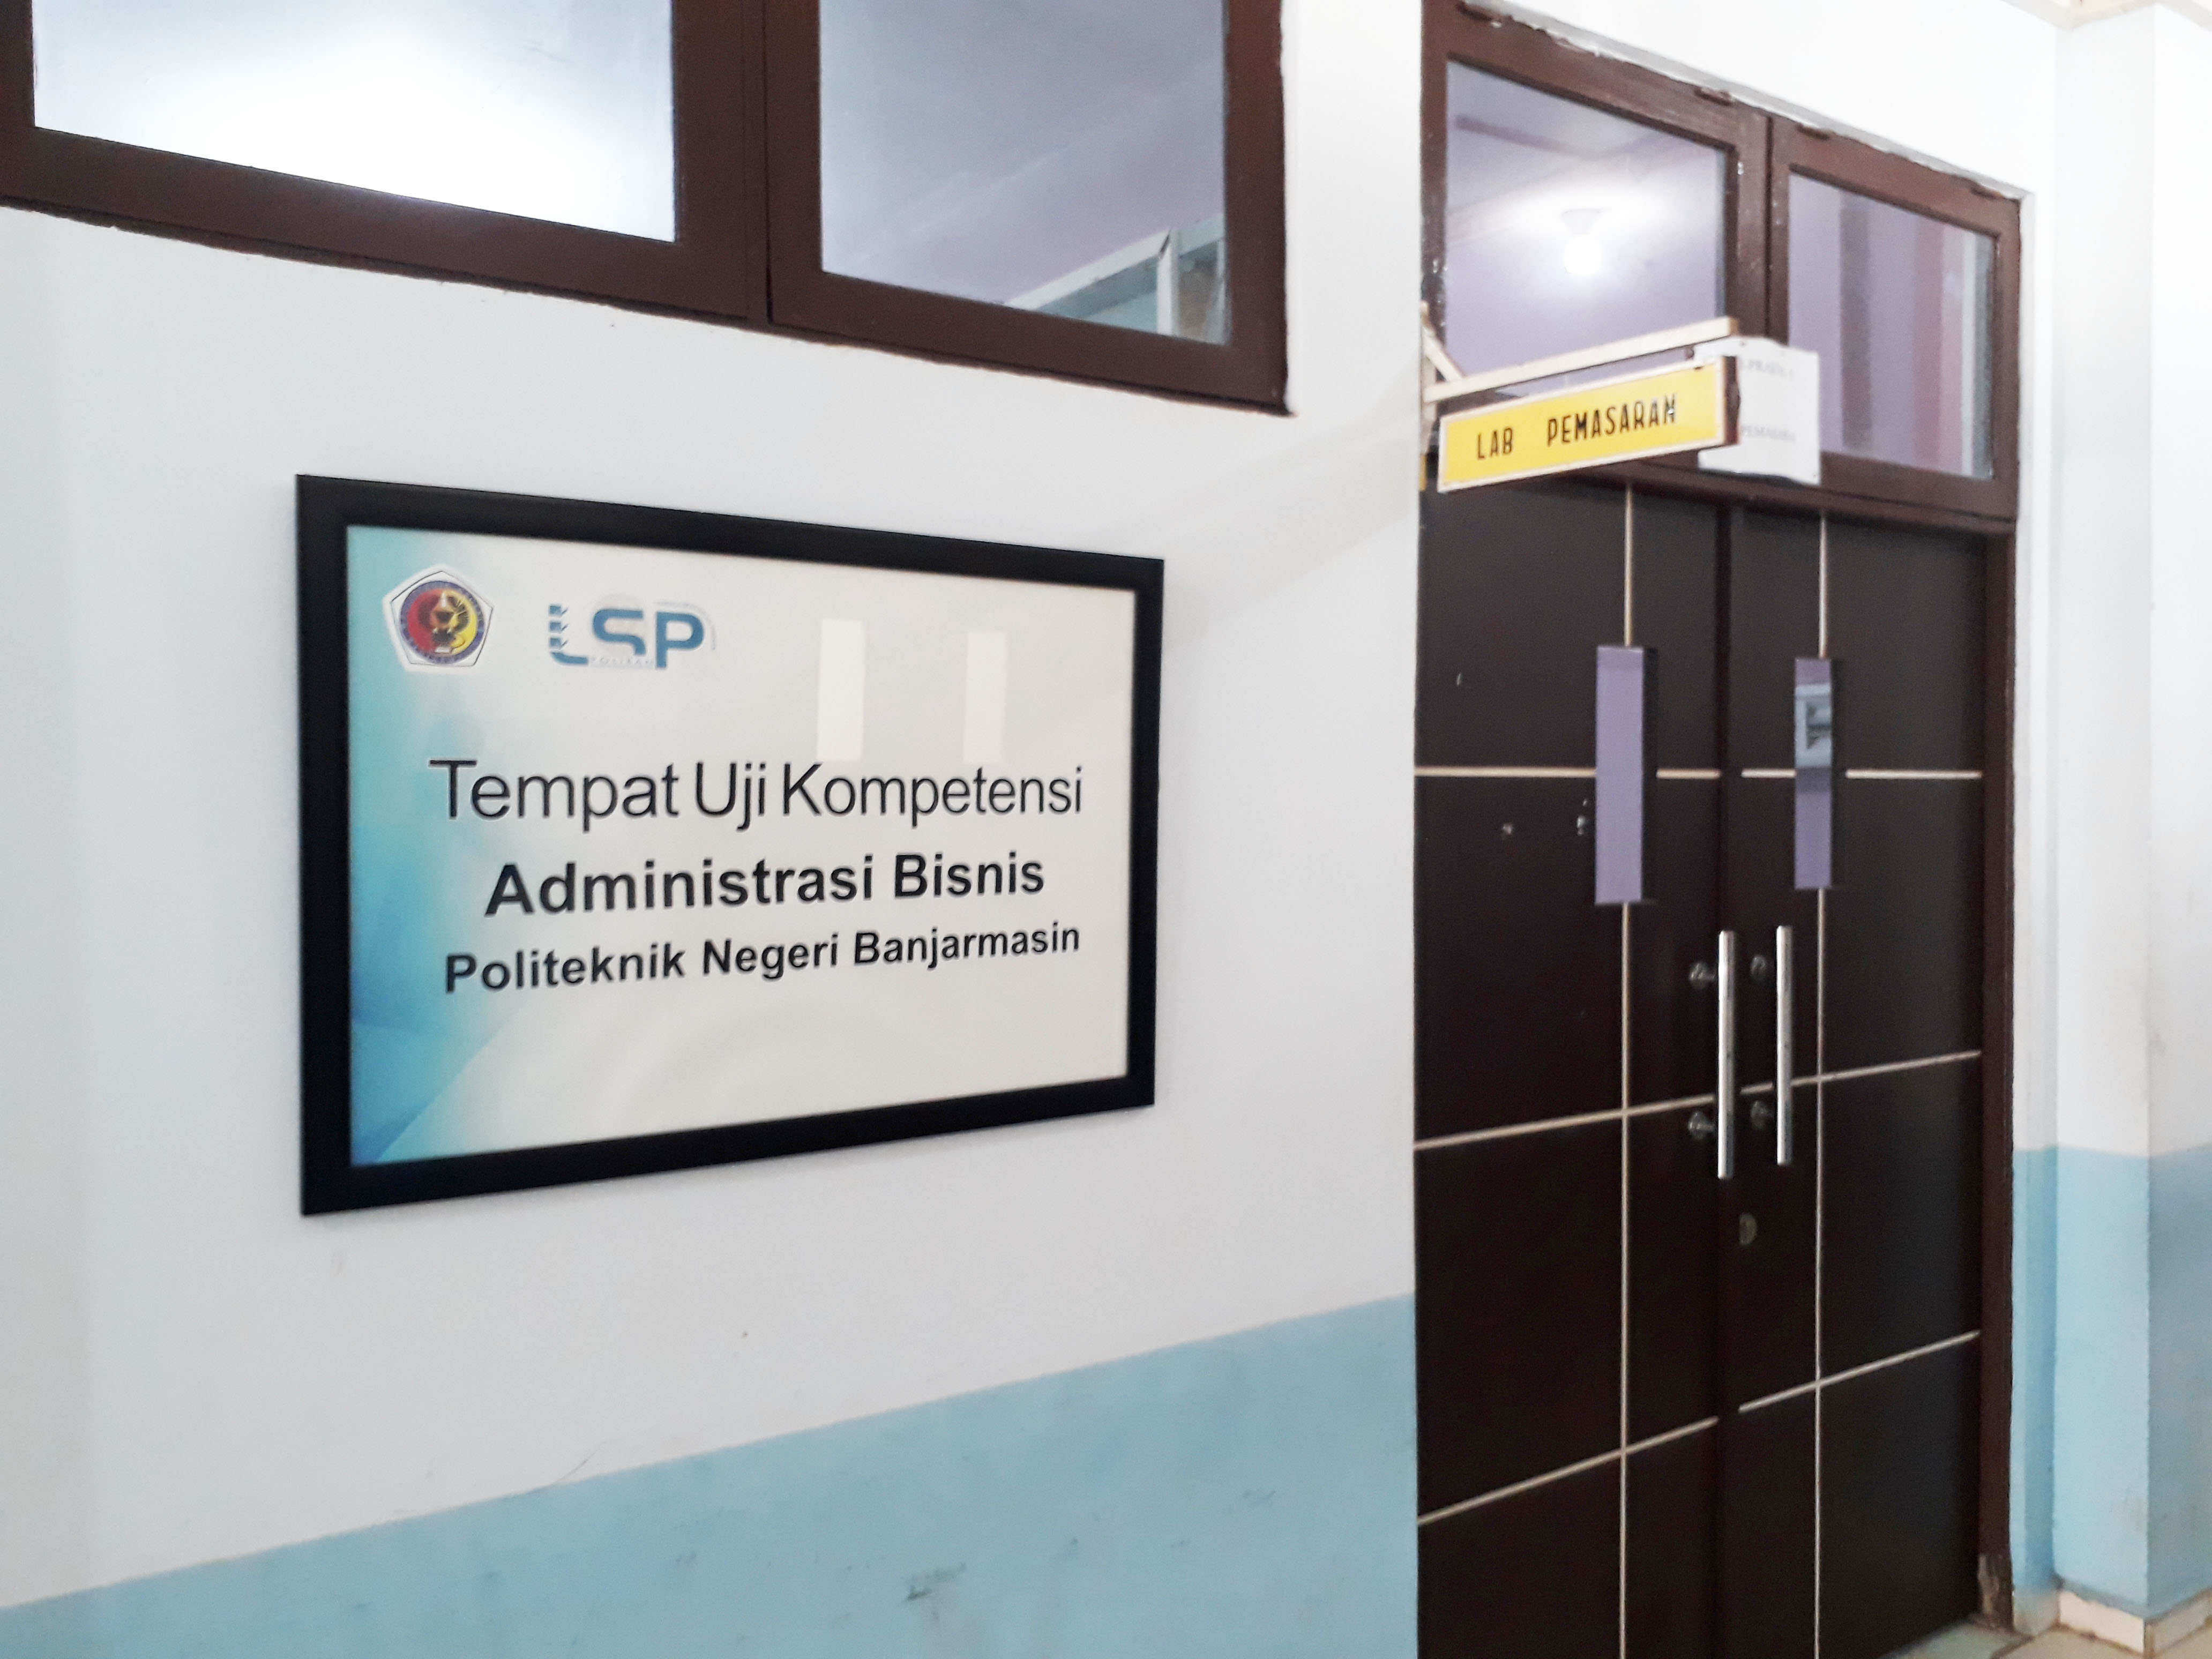 LSP
Tempat Uji Kompetensi
Administrasi Bisnis
Politeknik Negeri Banjarmasin
LAB PEMASARAN